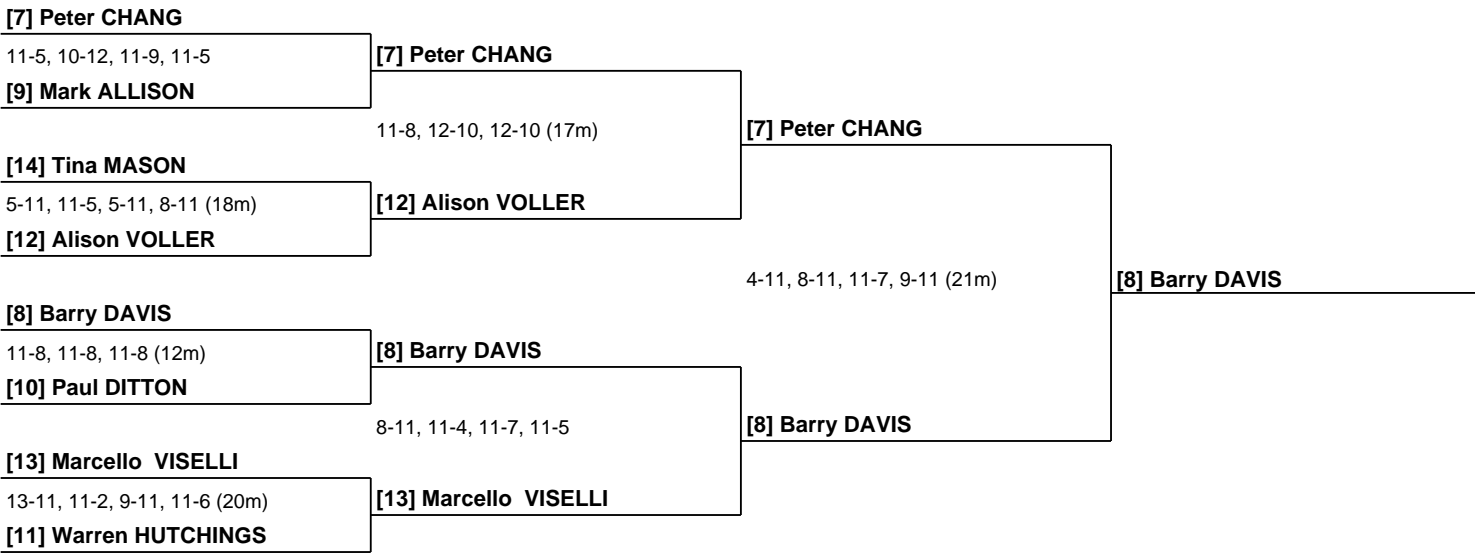 [7] Peter CHANG
11-5, 10-12, 11-9, 11-5
[9] Mark ALLISON
[14] Tina MASON
5-11, 11-5, 5-11, 8-11 (18m)
[12] Alison VOLLER
[8] Barry DAVIS
11-8, 11-8, 11-8 (12m)
[10] Paul DITTON
[13] Marcello  VISELLI
13-11, 11-2, 9-11, 11-6 (20m)
[11] Warren HUTCHINGS
[7] Peter CHANG
11-8, 12-10, 12-10 (17m)
[12] Alison VOLLER
[8] Barry DAVIS
8-11, 11-4, 11-7, 11-5
[13] Marcello  VISELLI
[7] Peter CHANG
4-11, 8-11, 11-7, 9-11 (21m)
[8] Barry DAVIS
[8] Barry DAVIS